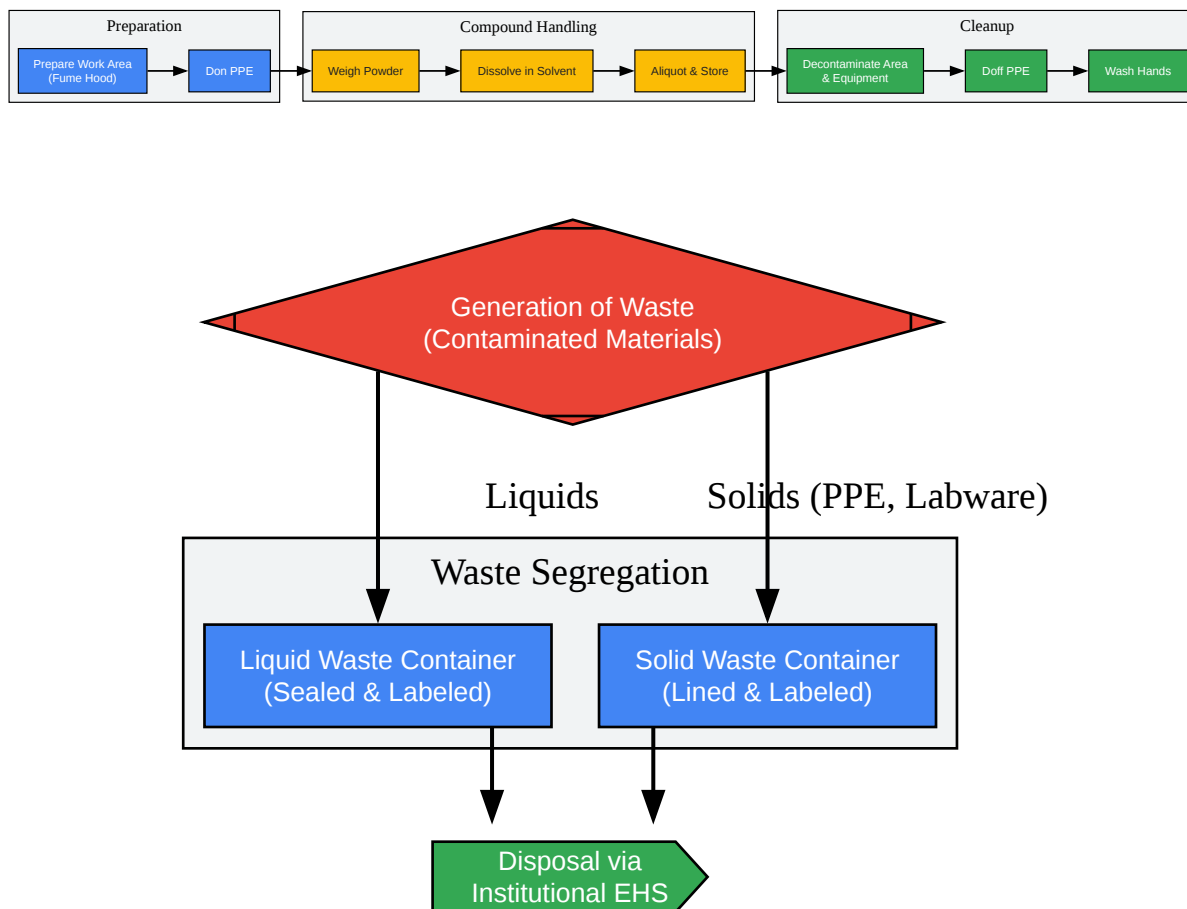 Preparation
Compound Handling
Cleanup
Prepare Work Area
(Fume Hood)
Don PPE
Weigh Powder
Dissolve in Solvent
Aliquot & Store
Decontaminate Area
& Equipment
Doff PPE
Wash Hands
Generation of Waste
(Contaminated Materials)
Liquids
Solids (PPE, Labware)
Waste Segregation
Liquid Waste Container
(Sealed & Labeled)
Solid Waste Container
(Lined & Labeled)
Disposal via
Institutional EHS